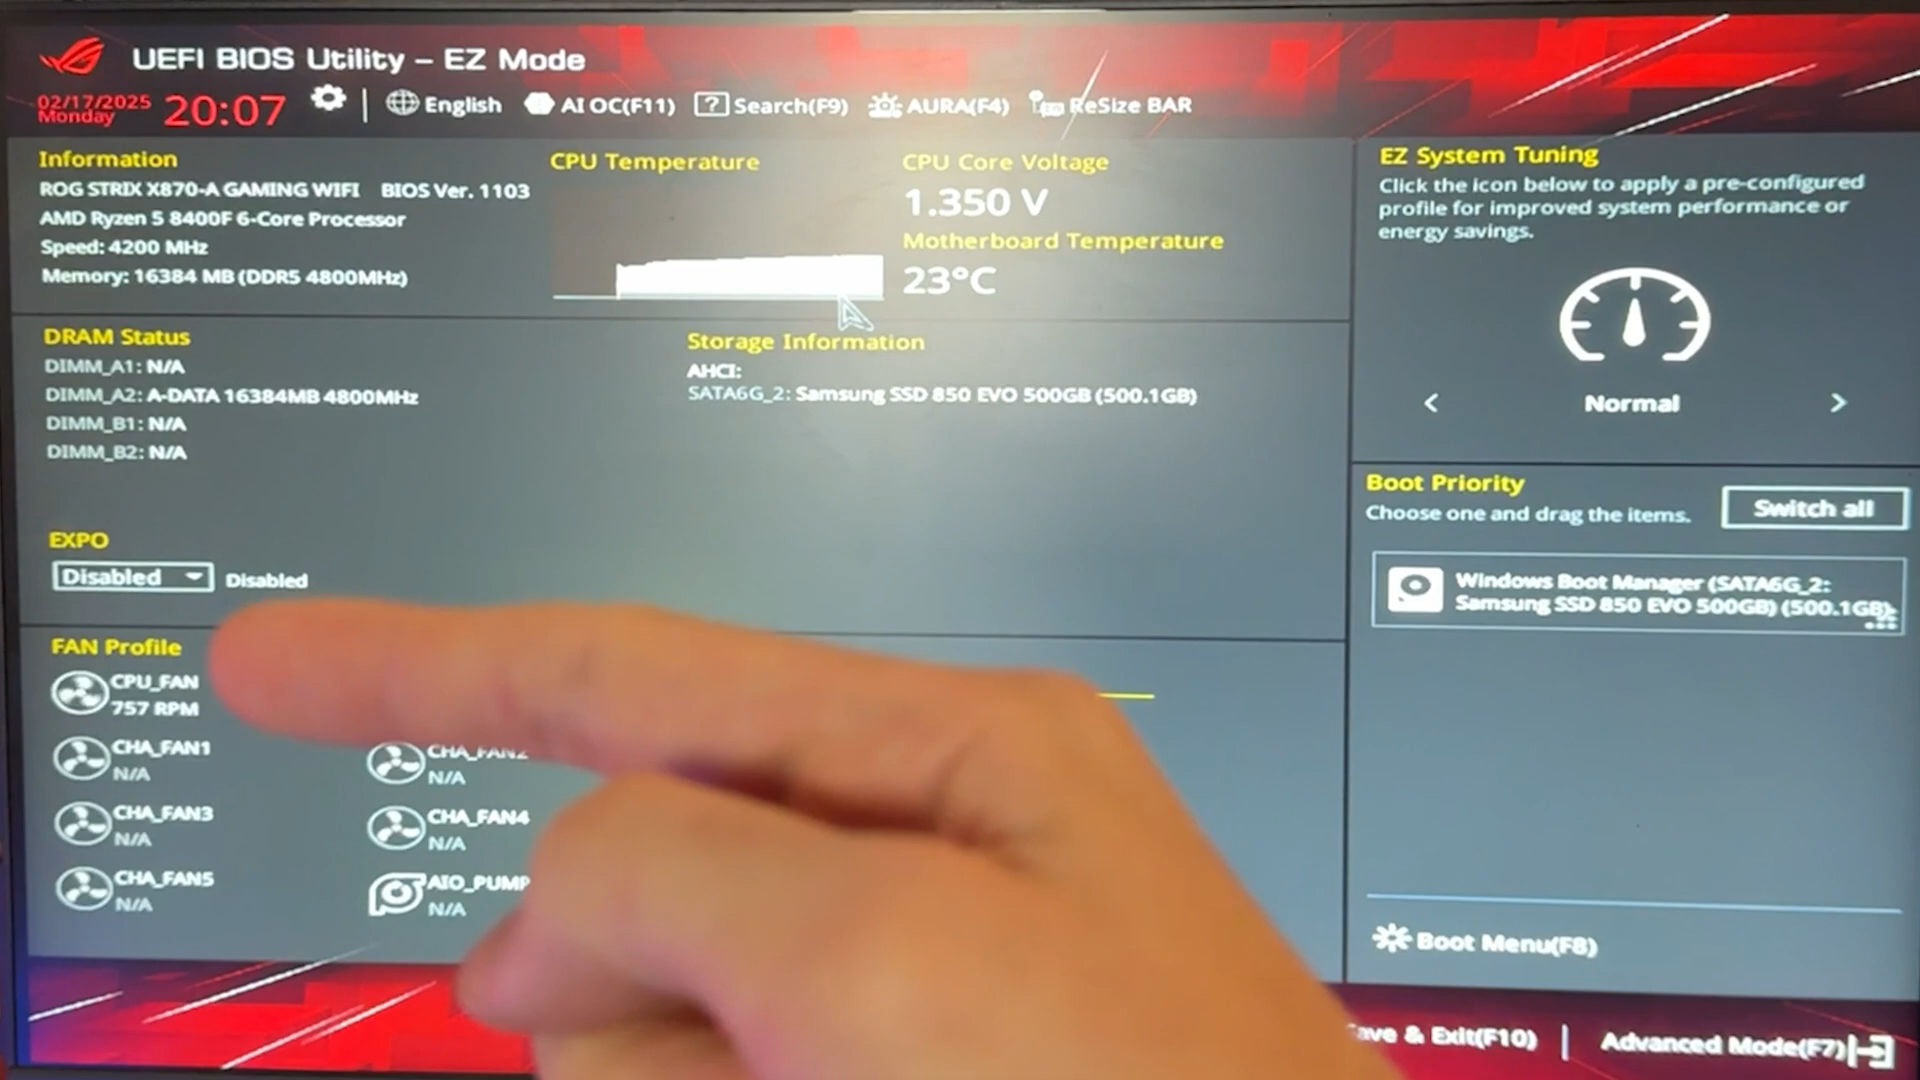 UEFI BIOS Utility – EZ Mode
02/17/2025
Monday
20:07
English
AI OC(F11)
Search(F9)
AURA(F4)
ReSize BAR
Information
ROG STRIX X870-A GAMING WIFI BIOS Ver. 1103
AMD Ryzen 5 8400F 6-Core Processor
Speed: 4200 MHz
Memory: 16384 MB (DDR5 4800MHz)
CPU Temperature
CPU Core Voltage
1.350 V
Motherboard Temperature
23°C
DRAM Status
DIMM_A1: N/A
DIMM_A2: A-DATA 16384MB 4800MHz
DIMM_B1: N/A
DIMM_B2: N/A
Storage Information
AHCI:
SATA6G_2: Samsung SSD 850 EVO 500GB (500.1GB)
EXPO
Disabled
Disabled
FAN Profile
CPU_FAN
757 RPM
CHA_FAN1
N/A
CHA_FAN2
N/A
CHA_FAN3
N/A
CHA_FAN4
N/A
CHA_FAN5
N/A
AIO_PUMP
N/A
EZ System Tuning
Click the icon below to apply a pre-configured
profile for improved system performance or
energy savings.
Normal
Boot Priority
Choose one and drag the items.
Switch all
Windows Boot Manager (SATA6G_2:
Samsung SSD 850 EVO 500GB) (500.1GB)
Boot Menu(F8)
ave & Exit(F10)
Advanced Mode(F7)